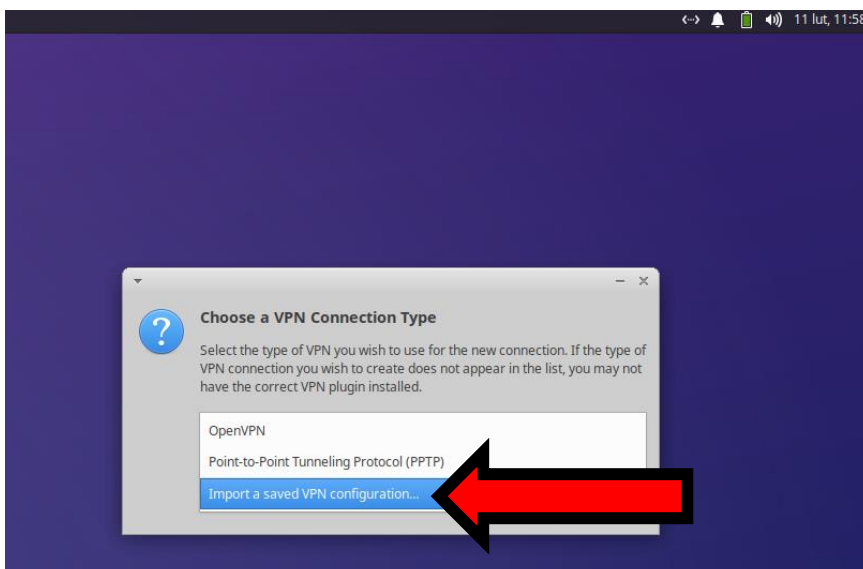 11 lut, 11:58
Choose a VPN Connection Type
Select the type of VPN you wish to use for the new connection. If the type of
VPN connection you wish to create does not appear in the list, you may not
have the correct VPN plugin installed.
OpenVPN
Point-to-Point Tunneling Protocol (PPTP)
Import a saved VPN configuration...